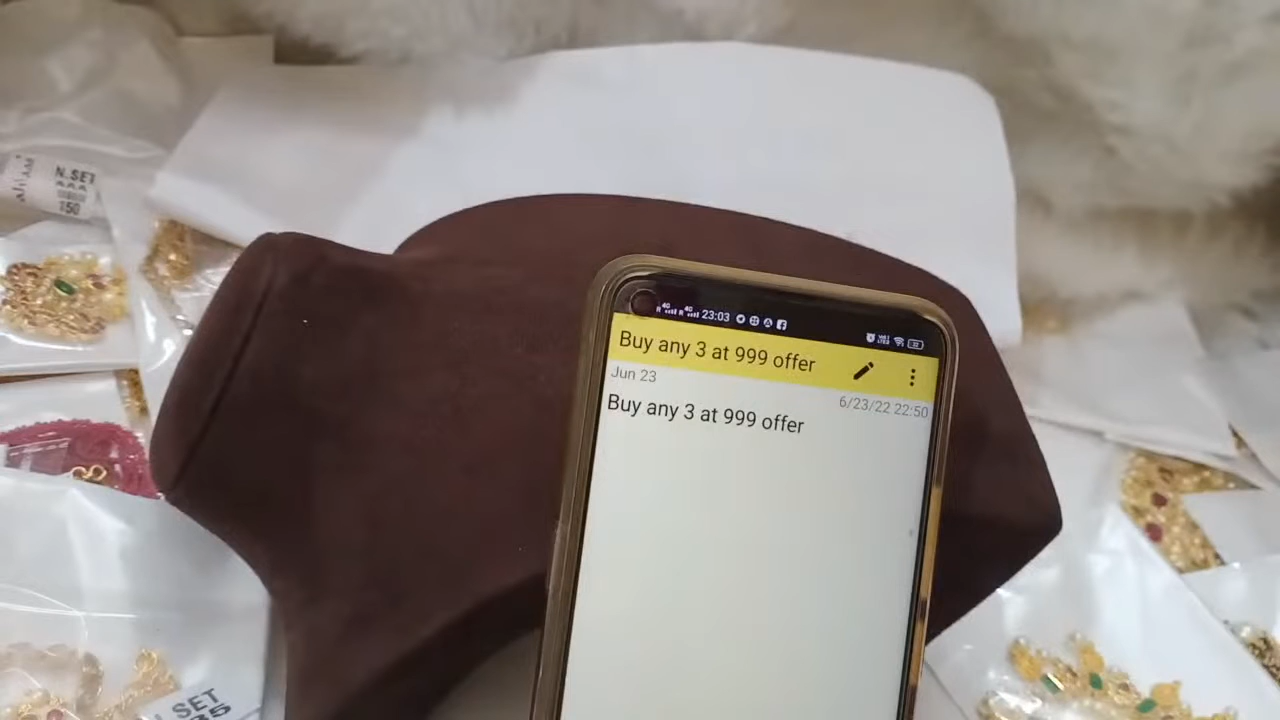 N.SET
AAA
150
23:03
Buy any 3 at 999 offer
Jun 23
6/23/22 22:50
Buy any 3 at 999 offer
SET